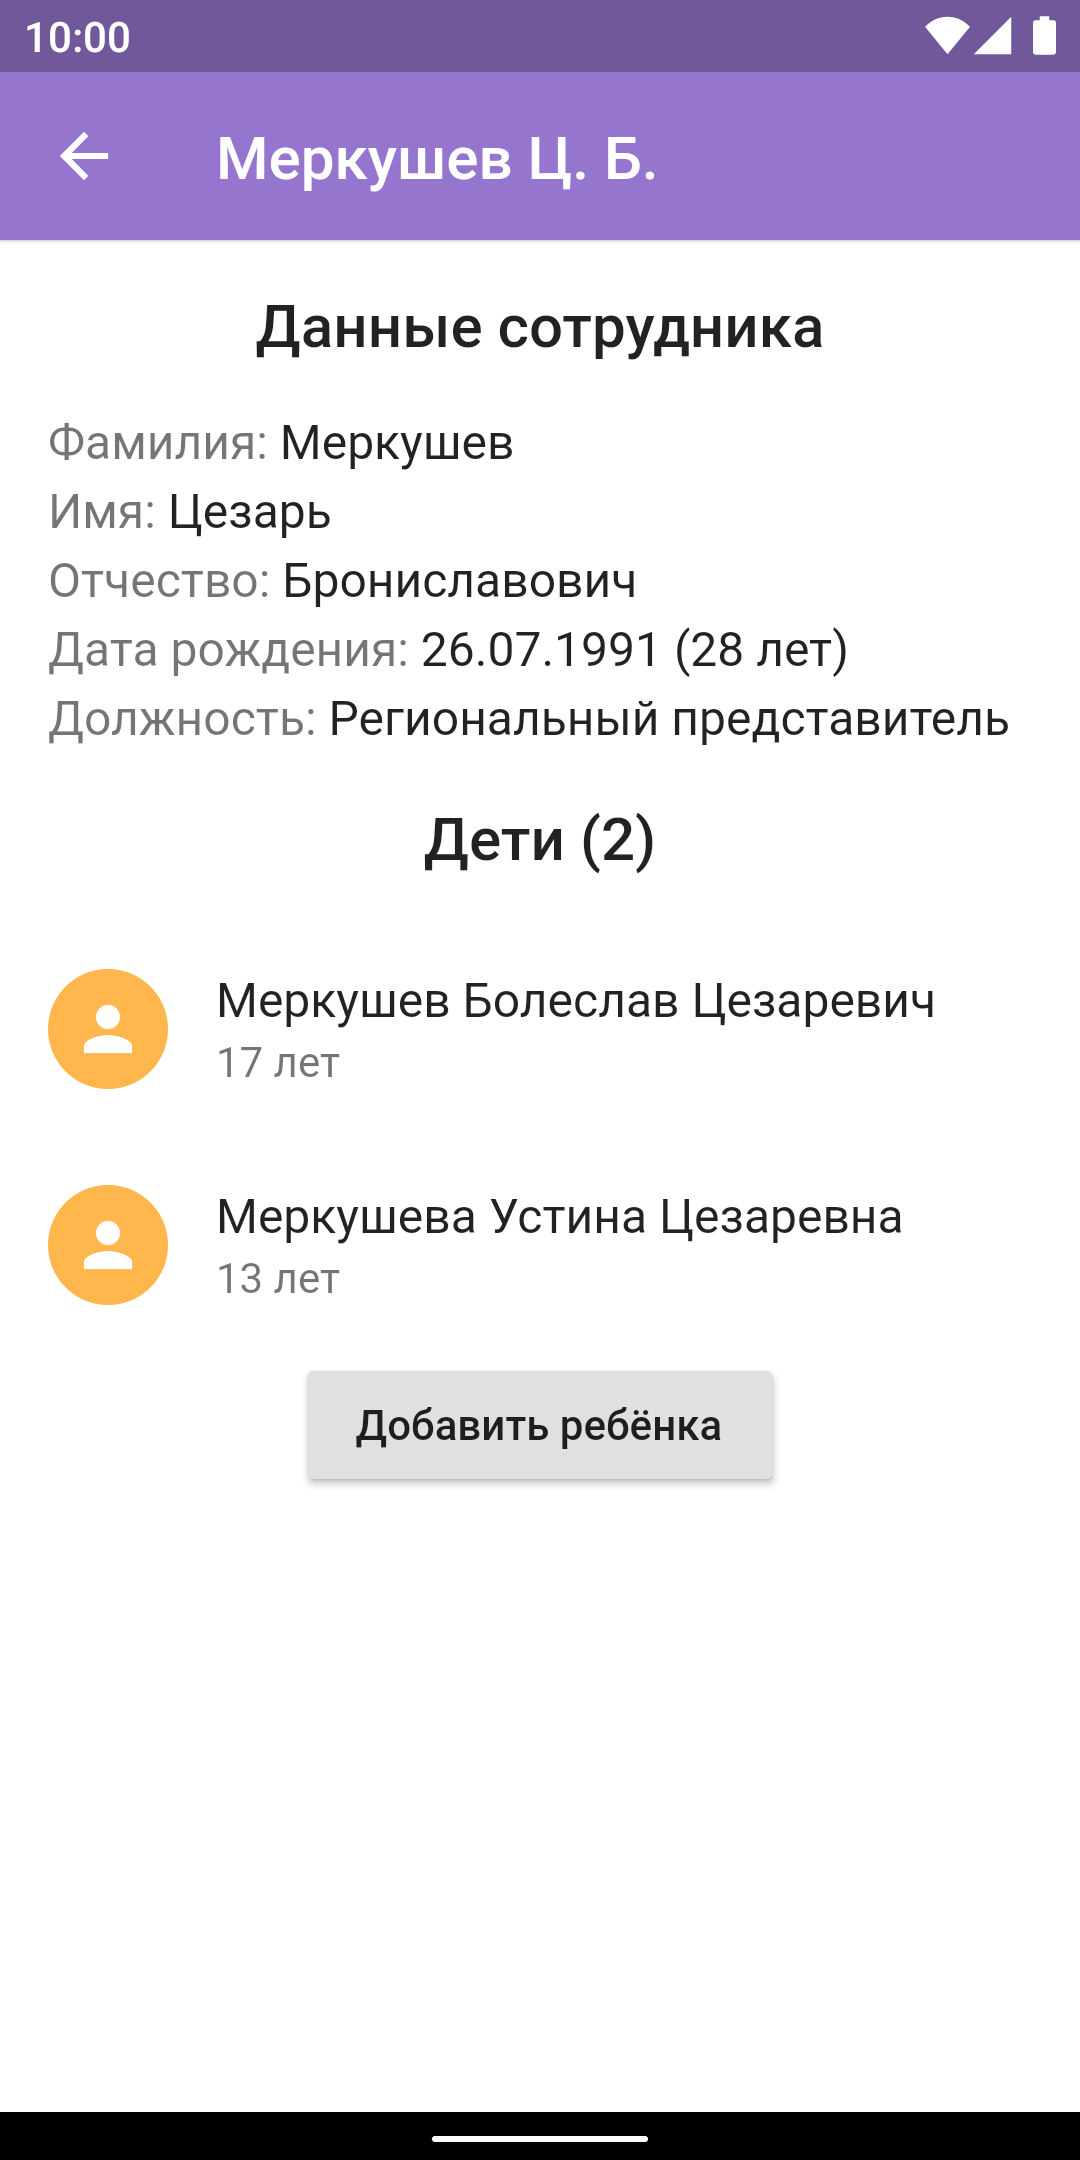 10:00
Меркушев Ц. Б.
Данные сотрудника
Фамилия: Меркушев
Имя: Цезарь
Отчество: Брониславович
Дата рождения: 26.07.1991 (28 лет)
Должность: Региональный представитель
Дети (2)
Меркушев Болеслав Цезаревич
17 лет
Меркушева Устина Цезаревна
13 лет
Добавить ребёнка